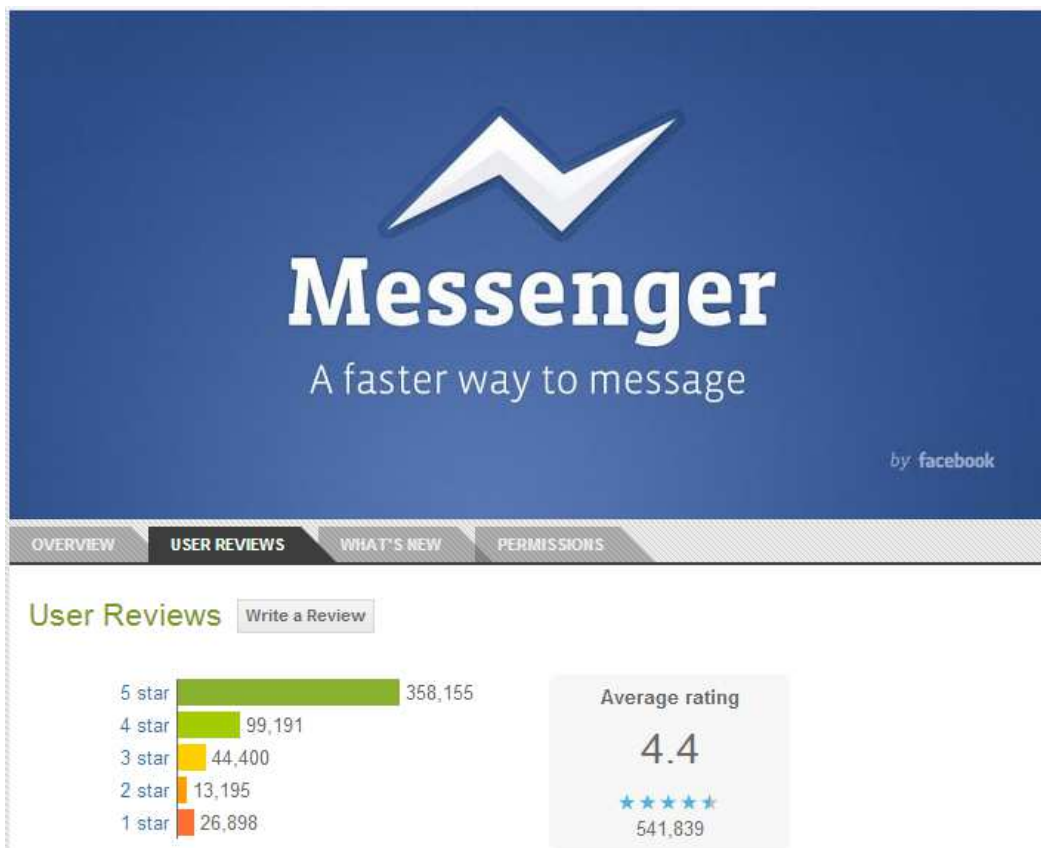 Messenger
A faster way to message
by facebook
OVERVIEW USER REVIEWS WHAT'S NEW PERMISSIONS
User Reviews Write a Review
5 star 358,155
4 star 99,191
3 star 44,400
2 star 13,195
1 star 26,898
Average rating
4.4
541,839